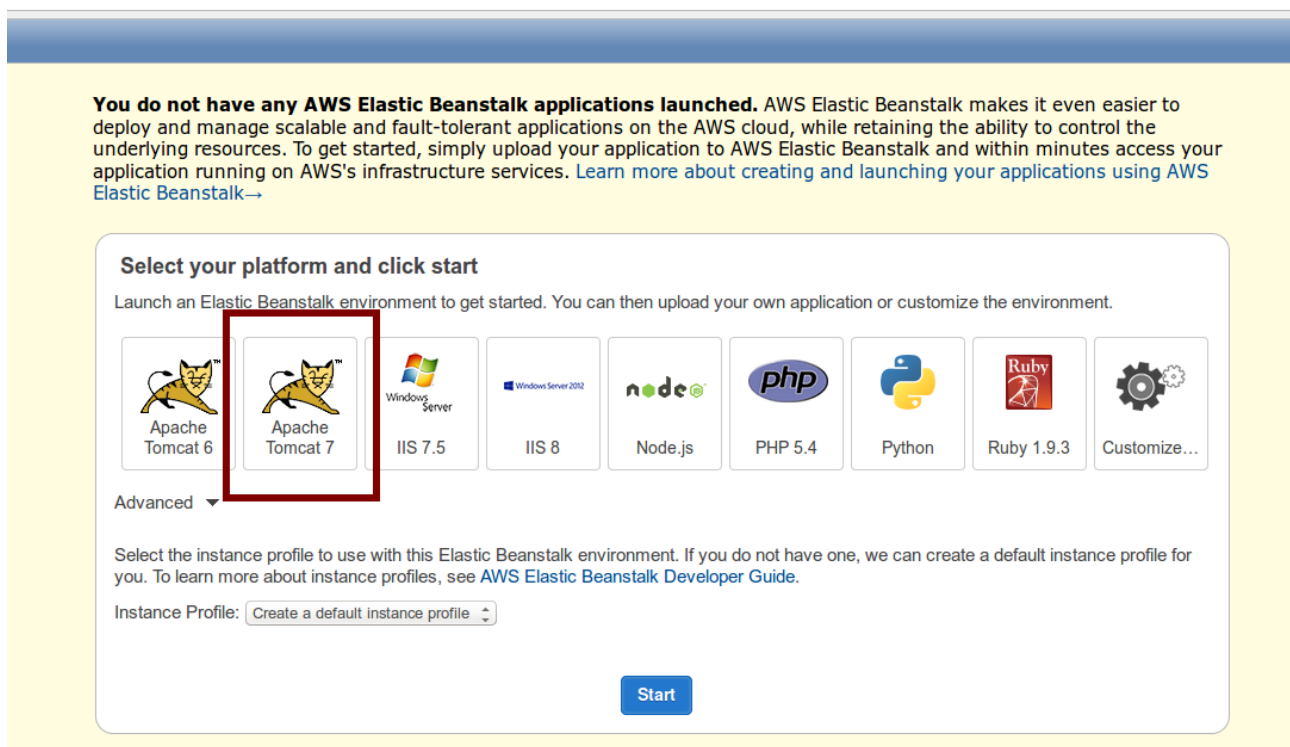 You do not have any AWS Elastic Beanstalk applications launched. AWS Elastic Beanstalk makes it even easier to
deploy and manage scalable and fault-tolerant applications on the AWS cloud, while retaining the ability to control the
underlying resources. To get started, simply upload your application to AWS Elastic Beanstalk and within minutes access your
application running on AWS's infrastructure services. Learn more about creating and launching your applications using AWS
Elastic Beanstalk→
Select your platform and click start
Launch an Elastic Beanstalk environment to get started. You can then upload your own application or customize the environment.
TM
Apache
Tomcat 6
TM
Apache
Tomcat 7
Windows
Server
IIS 7.5
Windows Server 2012
IIS 8
node
Node.js
php
PHP 5.4
Python
Ruby
Ruby 1.9.3
Customize...
Advanced
Select the instance profile to use with this Elastic Beanstalk environment. If you do not have one, we can create a default instance profile for
you. To learn more about instance profiles, see AWS Elastic Beanstalk Developer Guide.
Instance Profile: Create a default instance profile
Start